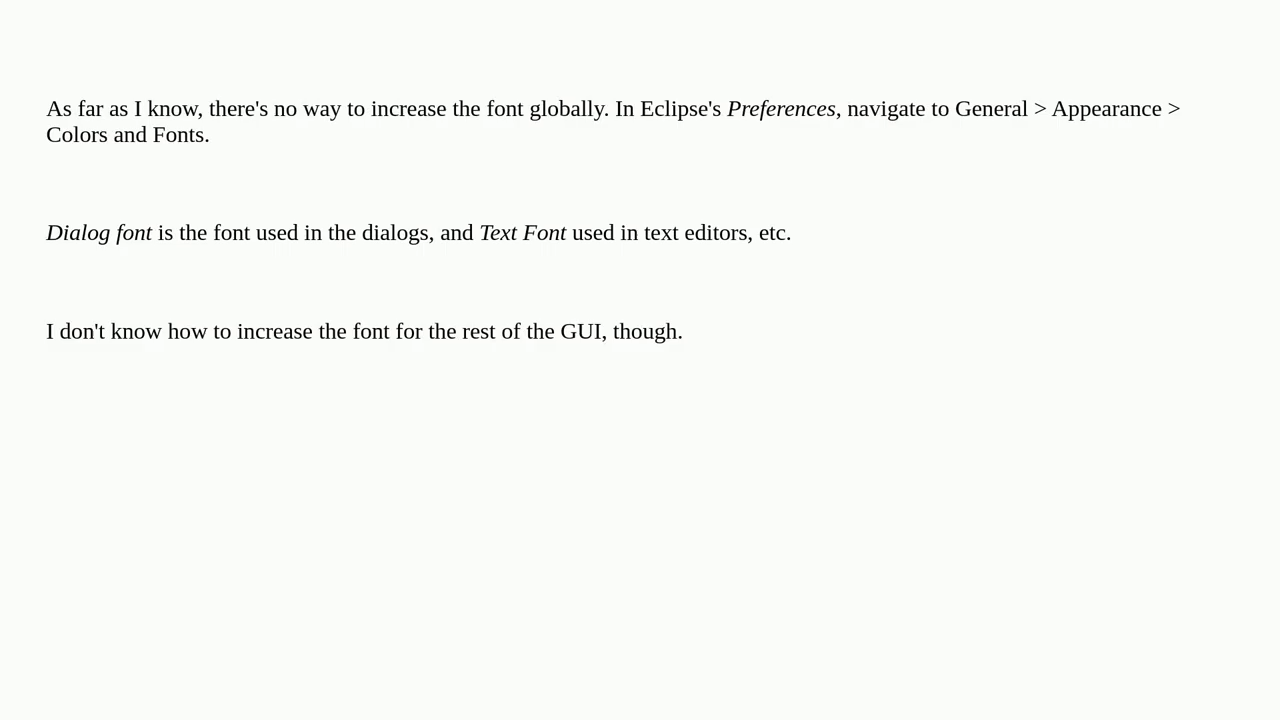 As far as I know, there's no way to increase the font globally. In Eclipse's Preferences, navigate to General > Appearance >
Colors and Fonts.
Dialog font is the font used in the dialogs, and Text Font used in text editors, etc.
I don't know how to increase the font for the rest of the GUI, though.